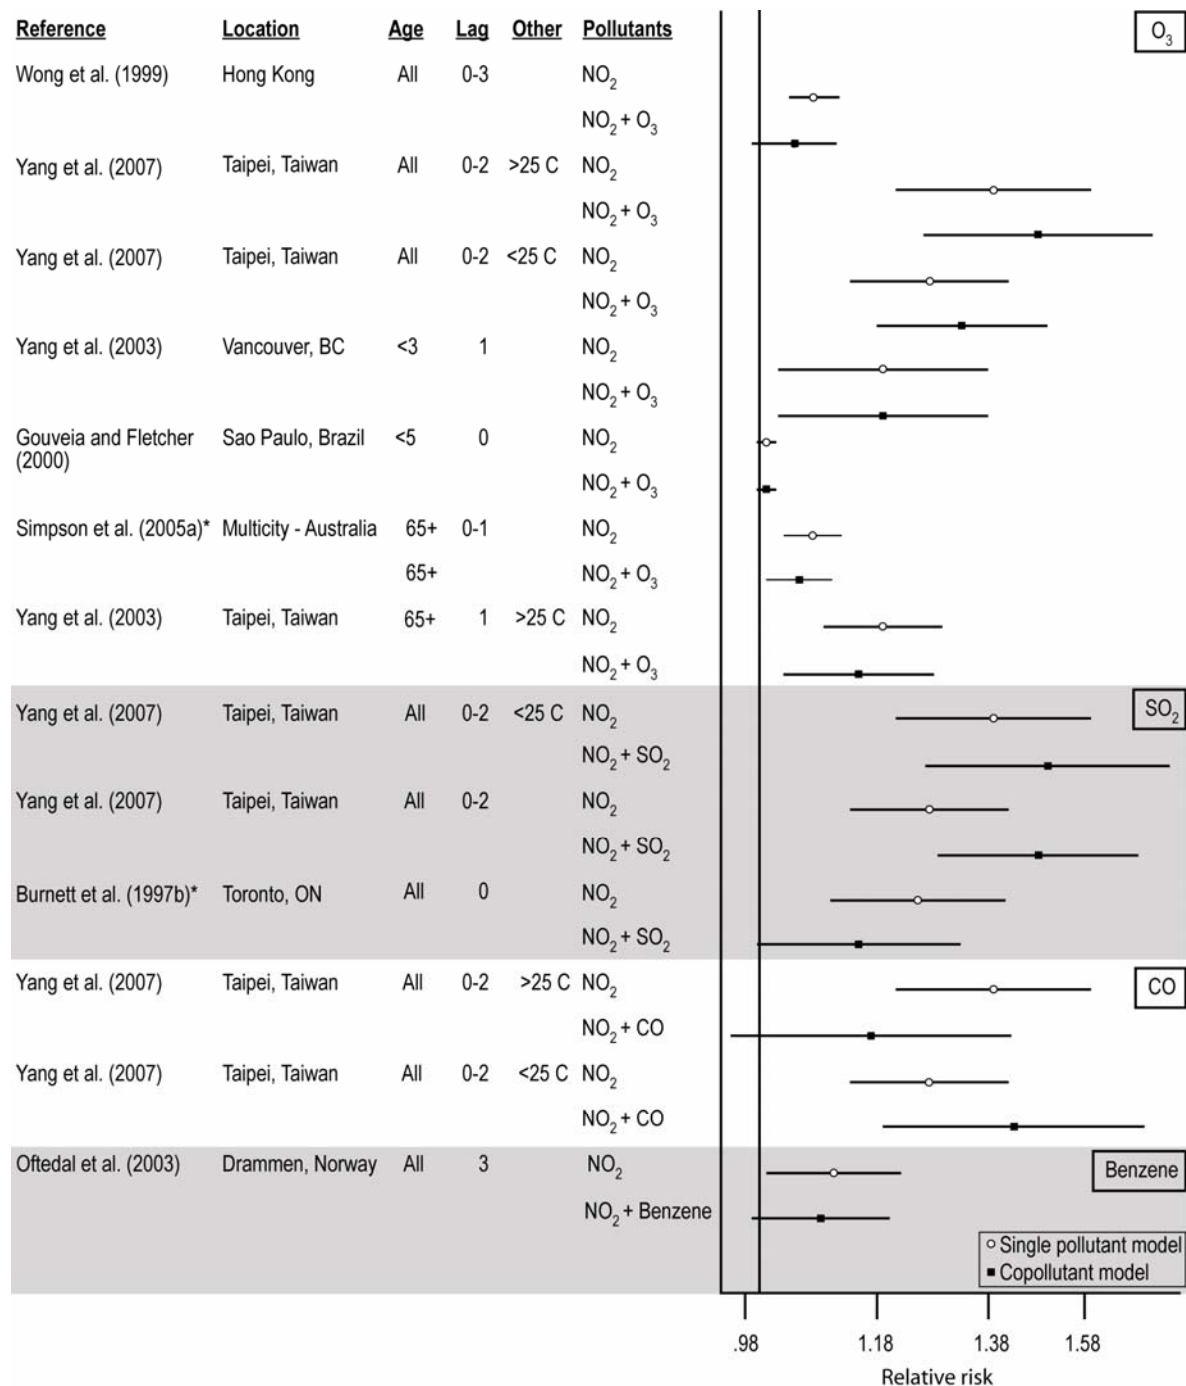 Reference Location Age Lag Other Pollutants O3
Wong et al. (1999) Hong Kong All 0-3 NO2
NO2 + O3
Yang et al. (2007) Taipei, Taiwan All 0-2 >25 C NO2
NO2 + O3
Yang et al. (2007) Taipei, Taiwan All 0-2 <25 C NO2
NO2 + O3
Yang et al. (2003) Vancouver, BC <3 1 NO2
NO2 + O3
Gouveia and Fletcher Sao Paulo, Brazil <5 0 NO2
(2000)
NO2 + O3
Simpson et al. (2005a)* Multicity - Australia 65+ 0-1 NO2
65+ NO2 + O3
Yang et al. (2003) Taipei, Taiwan 65+ 1 >25 C NO2
NO2 + O3
Yang et al. (2007) Taipei, Taiwan All 0-2 <25 C NO2 SO2
NO2 + SO2
Yang et al. (2007) Taipei, Taiwan All 0-2 NO2
NO2 + SO2
Burnett et al. (1997b)* Toronto, ON All 0 NO2
NO2 + SO2
Yang et al. (2007) Taipei, Taiwan All 0-2 >25 C NO2 CO
NO2 + CO
Yang et al. (2007) Taipei, Taiwan All 0-2 <25 C NO2
NO2 + CO
Oftedal et al. (2003) Drammen, Norway All 3 NO2 Benzene
NO2 + Benzene
Single pollutant model
Copollutant model
.98 1.18 1.38 1.58
Relative risk